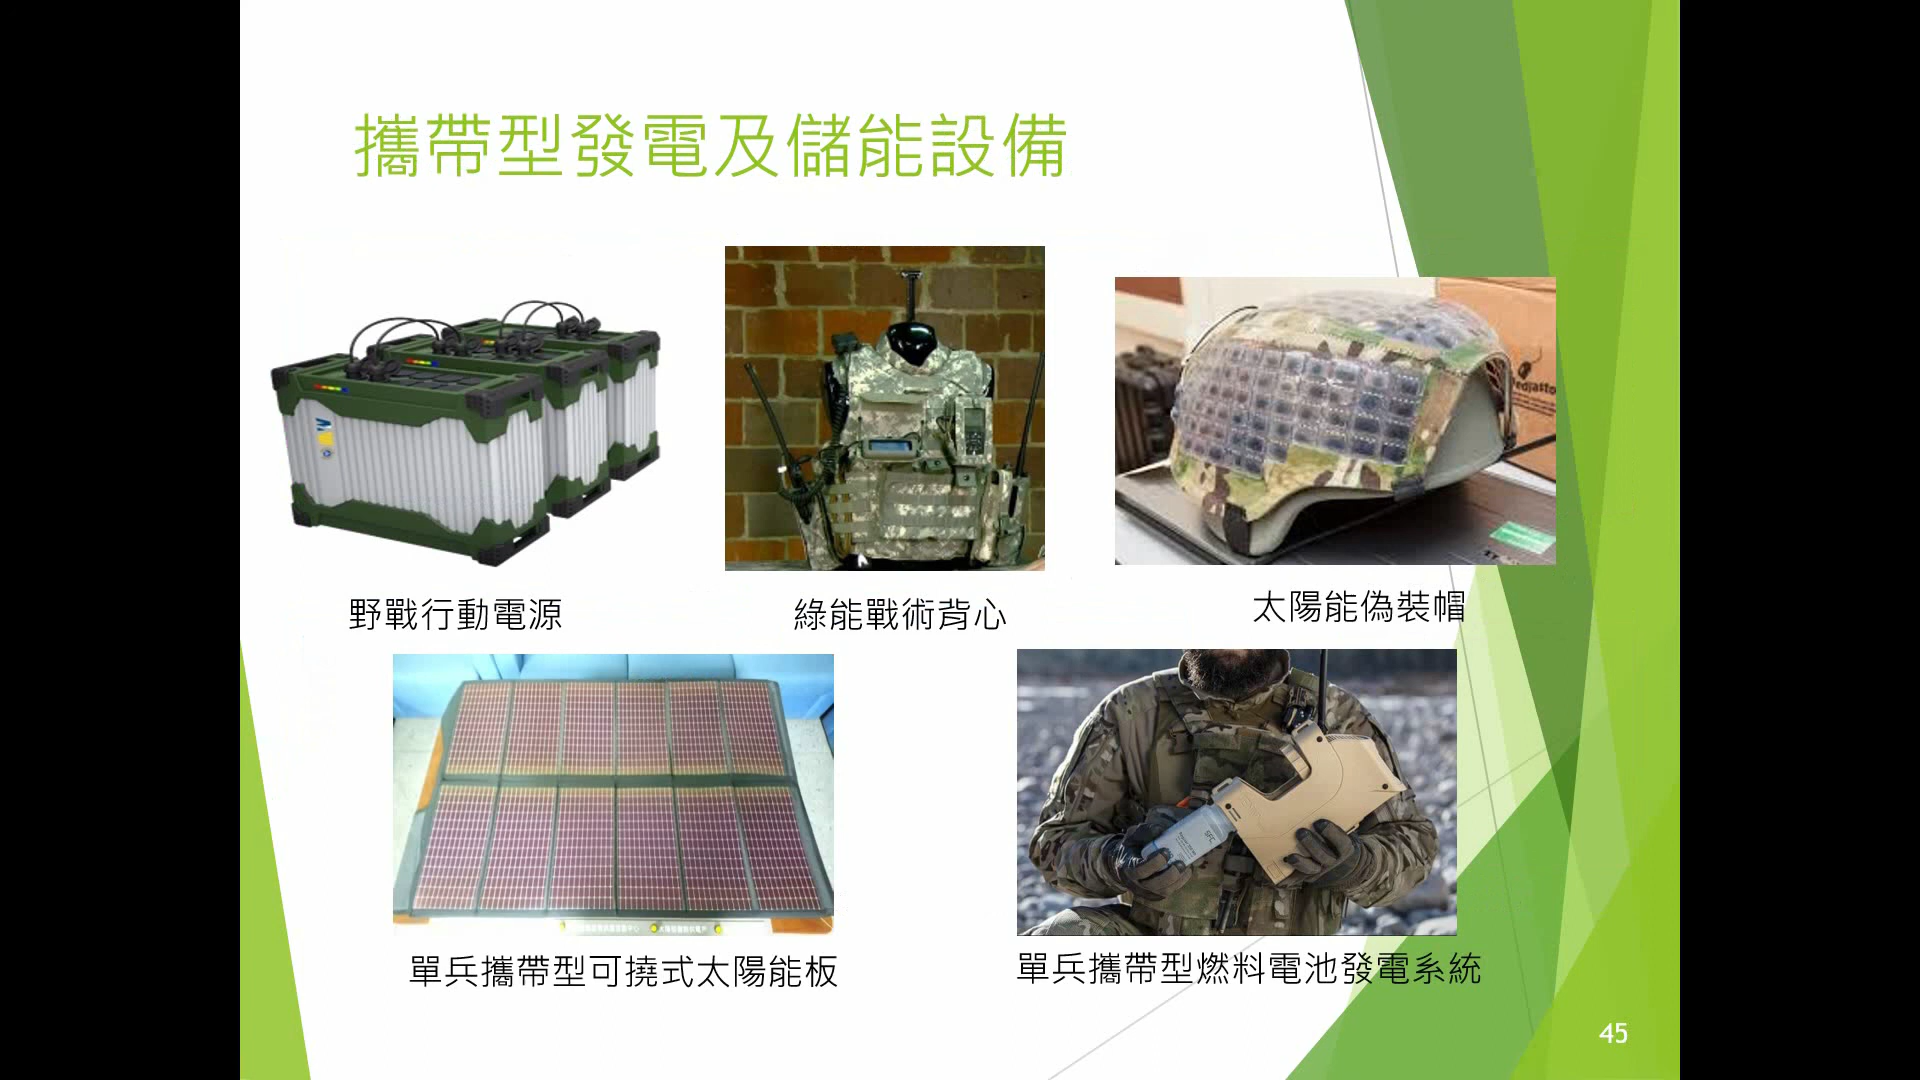 攜帶型發電及儲能設備
野戰行動電源
綠能戰術背心
太陽能偽裝帽
單兵攜帶型可撓式太陽能板
單兵攜帶型燃料電池發電系統
SFC
45